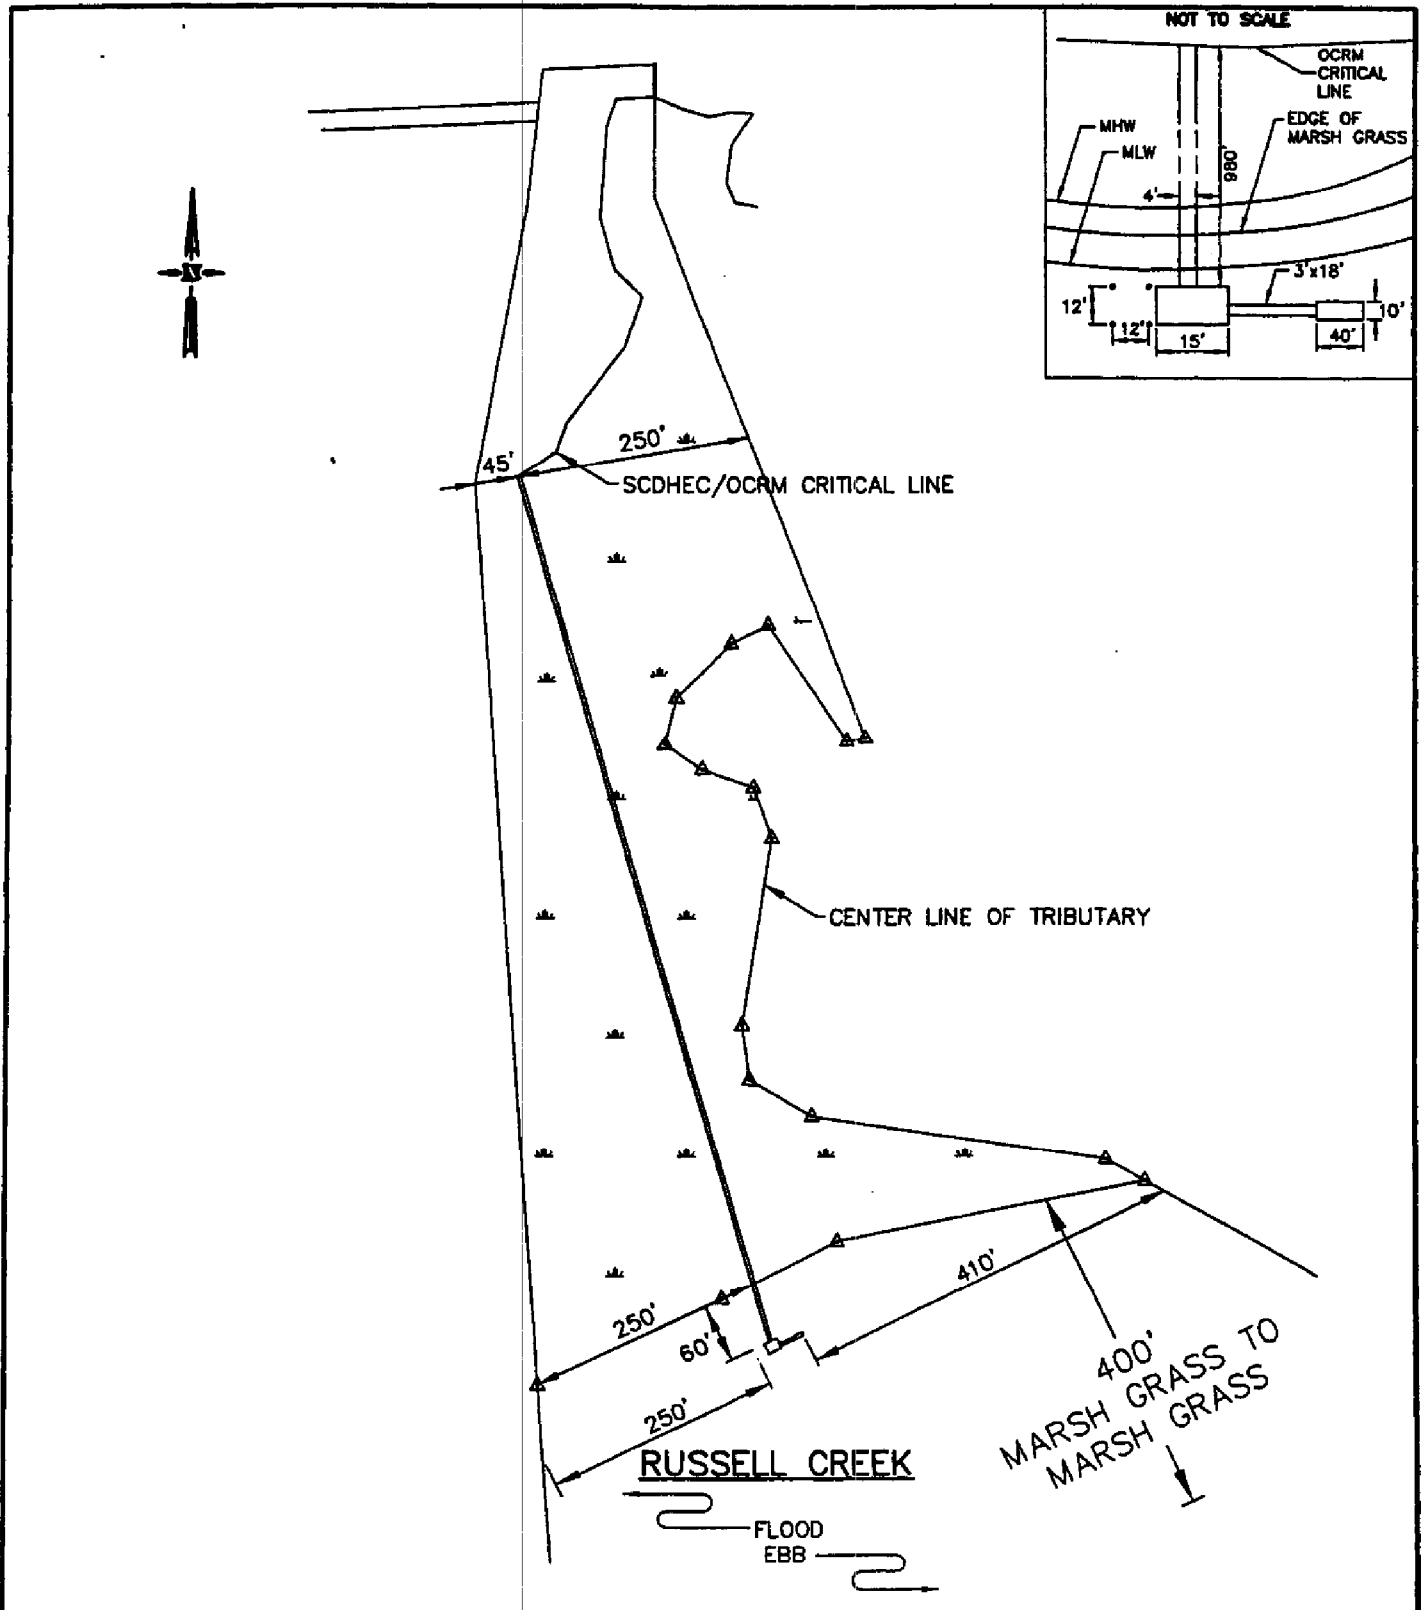 NOT TO SCALE
OCRM
CRITICAL
LINE
MHW
EDGE OF
MARSH GRASS
MLW
980'
4'
3'x18'
12'
10'
12'
15'
40'
N
250'
45'
SCDHEC/OCRM CRITICAL LINE
CENTER LINE OF TRIBUTARY
410'
250'
60'
400'
MARSH GRASS TO
MARSH GRASS
250'
RUSSELL CREEK
FLOOD
EBB